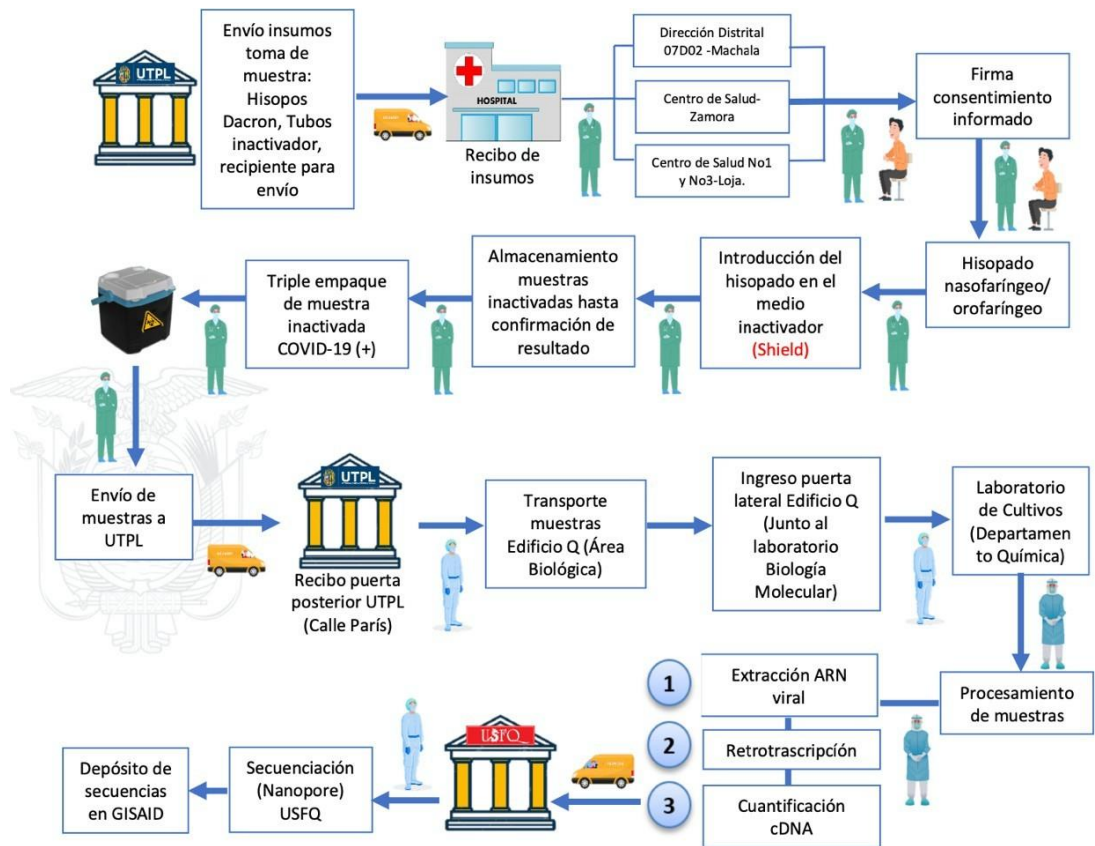 UTPL
Envío insumos
toma de
muestra:
Hisopos
Dacron, Tubos
inactivador,
recipiente para
envío
HOSPITAL
Recibo de
insumos
Dirección Distrital
07D02 -Machala
Centro de Salud-
Zamora
Centro de Salud No1
y No3-Loja.
Firma
consentimiento
informado
Hisopado
nasofaríngeo/
orofaríngeo
Introducción del
hisopado en el
medio
inactivador
(Shield)
Almacenamiento
muestras
inactivadas hasta
confirmación de
resultado
Triple empaque
de muestra
inactivada
COVID-19 (+)
Envío de
muestras a
UTPL
UTPL
Recibo puerta
posterior UTPL
(Calle París)
Transporte
muestras
Edificio Q (Área
Biológica)
Ingreso puerta
lateral Edificio Q
(Junto al
laboratorio
Biología
Molecular)
Laboratorio
de Cultivos
(Departamen
to Química)
Procesamiento
de muestras
1
Extracción ARN
viral
2
Retrotrascripcíón
3
Cuantificación
cDNA
USFQ
Secuenciación
(Nanopore)
USFQ
Depósito de
secuencias
en GISAID